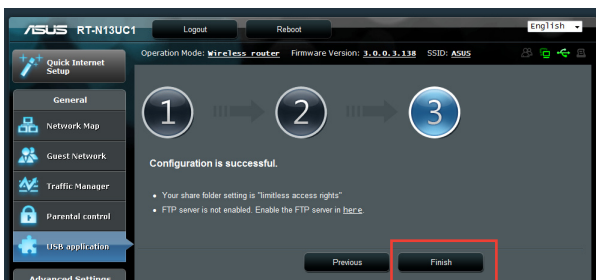 ASUS RT-N13UC1 Logout Reboot English
Operation Mode: Wireless router Firmware Version: 3.0.0.3.138 SSID: ASUS
Quick Internet
Setup
General
Network Map
Guest Network
Traffic Manager
Parental control
USB application
Advanced Settings
1 2 3
Configuration is successful.
• Your share folder setting is "limitless access rights"
• FTP server is not enabled. Enable the FTP server in here.
Previous Finish